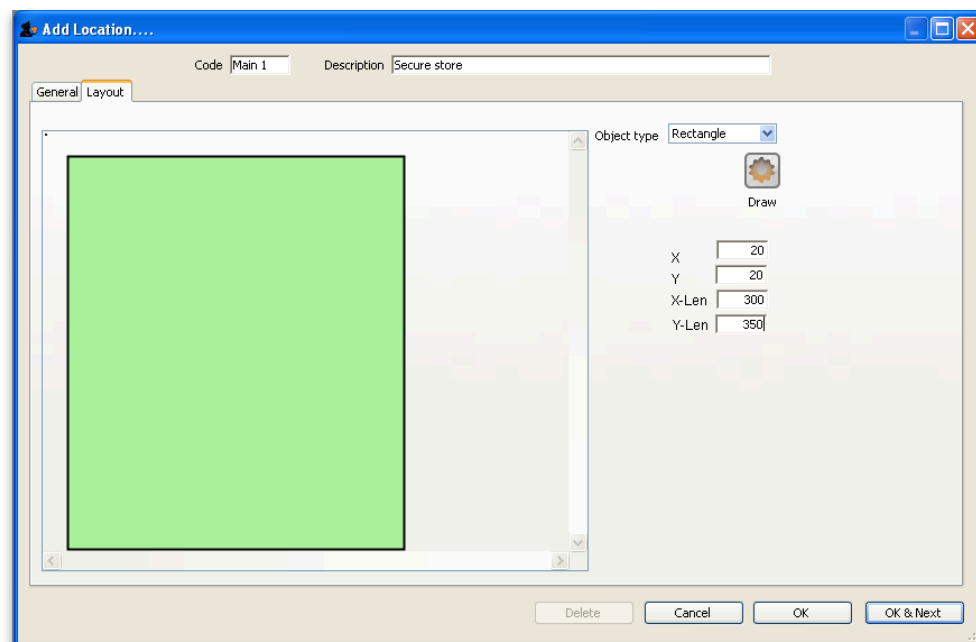 Add Location....
Code Main 1 Description Secure store
General Layout
Object type Rectangle
Draw
X 20
Y 20
X-Len 300
Y-Len 350
Delete Cancel OK OK & Next